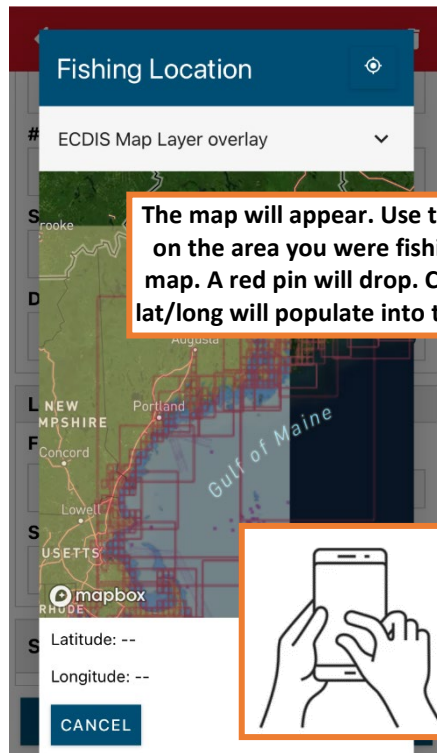 Fishing Location
ECDIS Map Layer overlay
#
S
rooke
The map will appear. Use t
on the area you were fishi
map. A red pin will drop. C
lat/long will populate into t
D
Augusta
L
NEW
MPSHIRE
Portland
F
Concord
Gulf of Maine
Lowell
S
USETTS
mapbox
RHODE
Latitude: --
S
Longitude: --
CANCEL